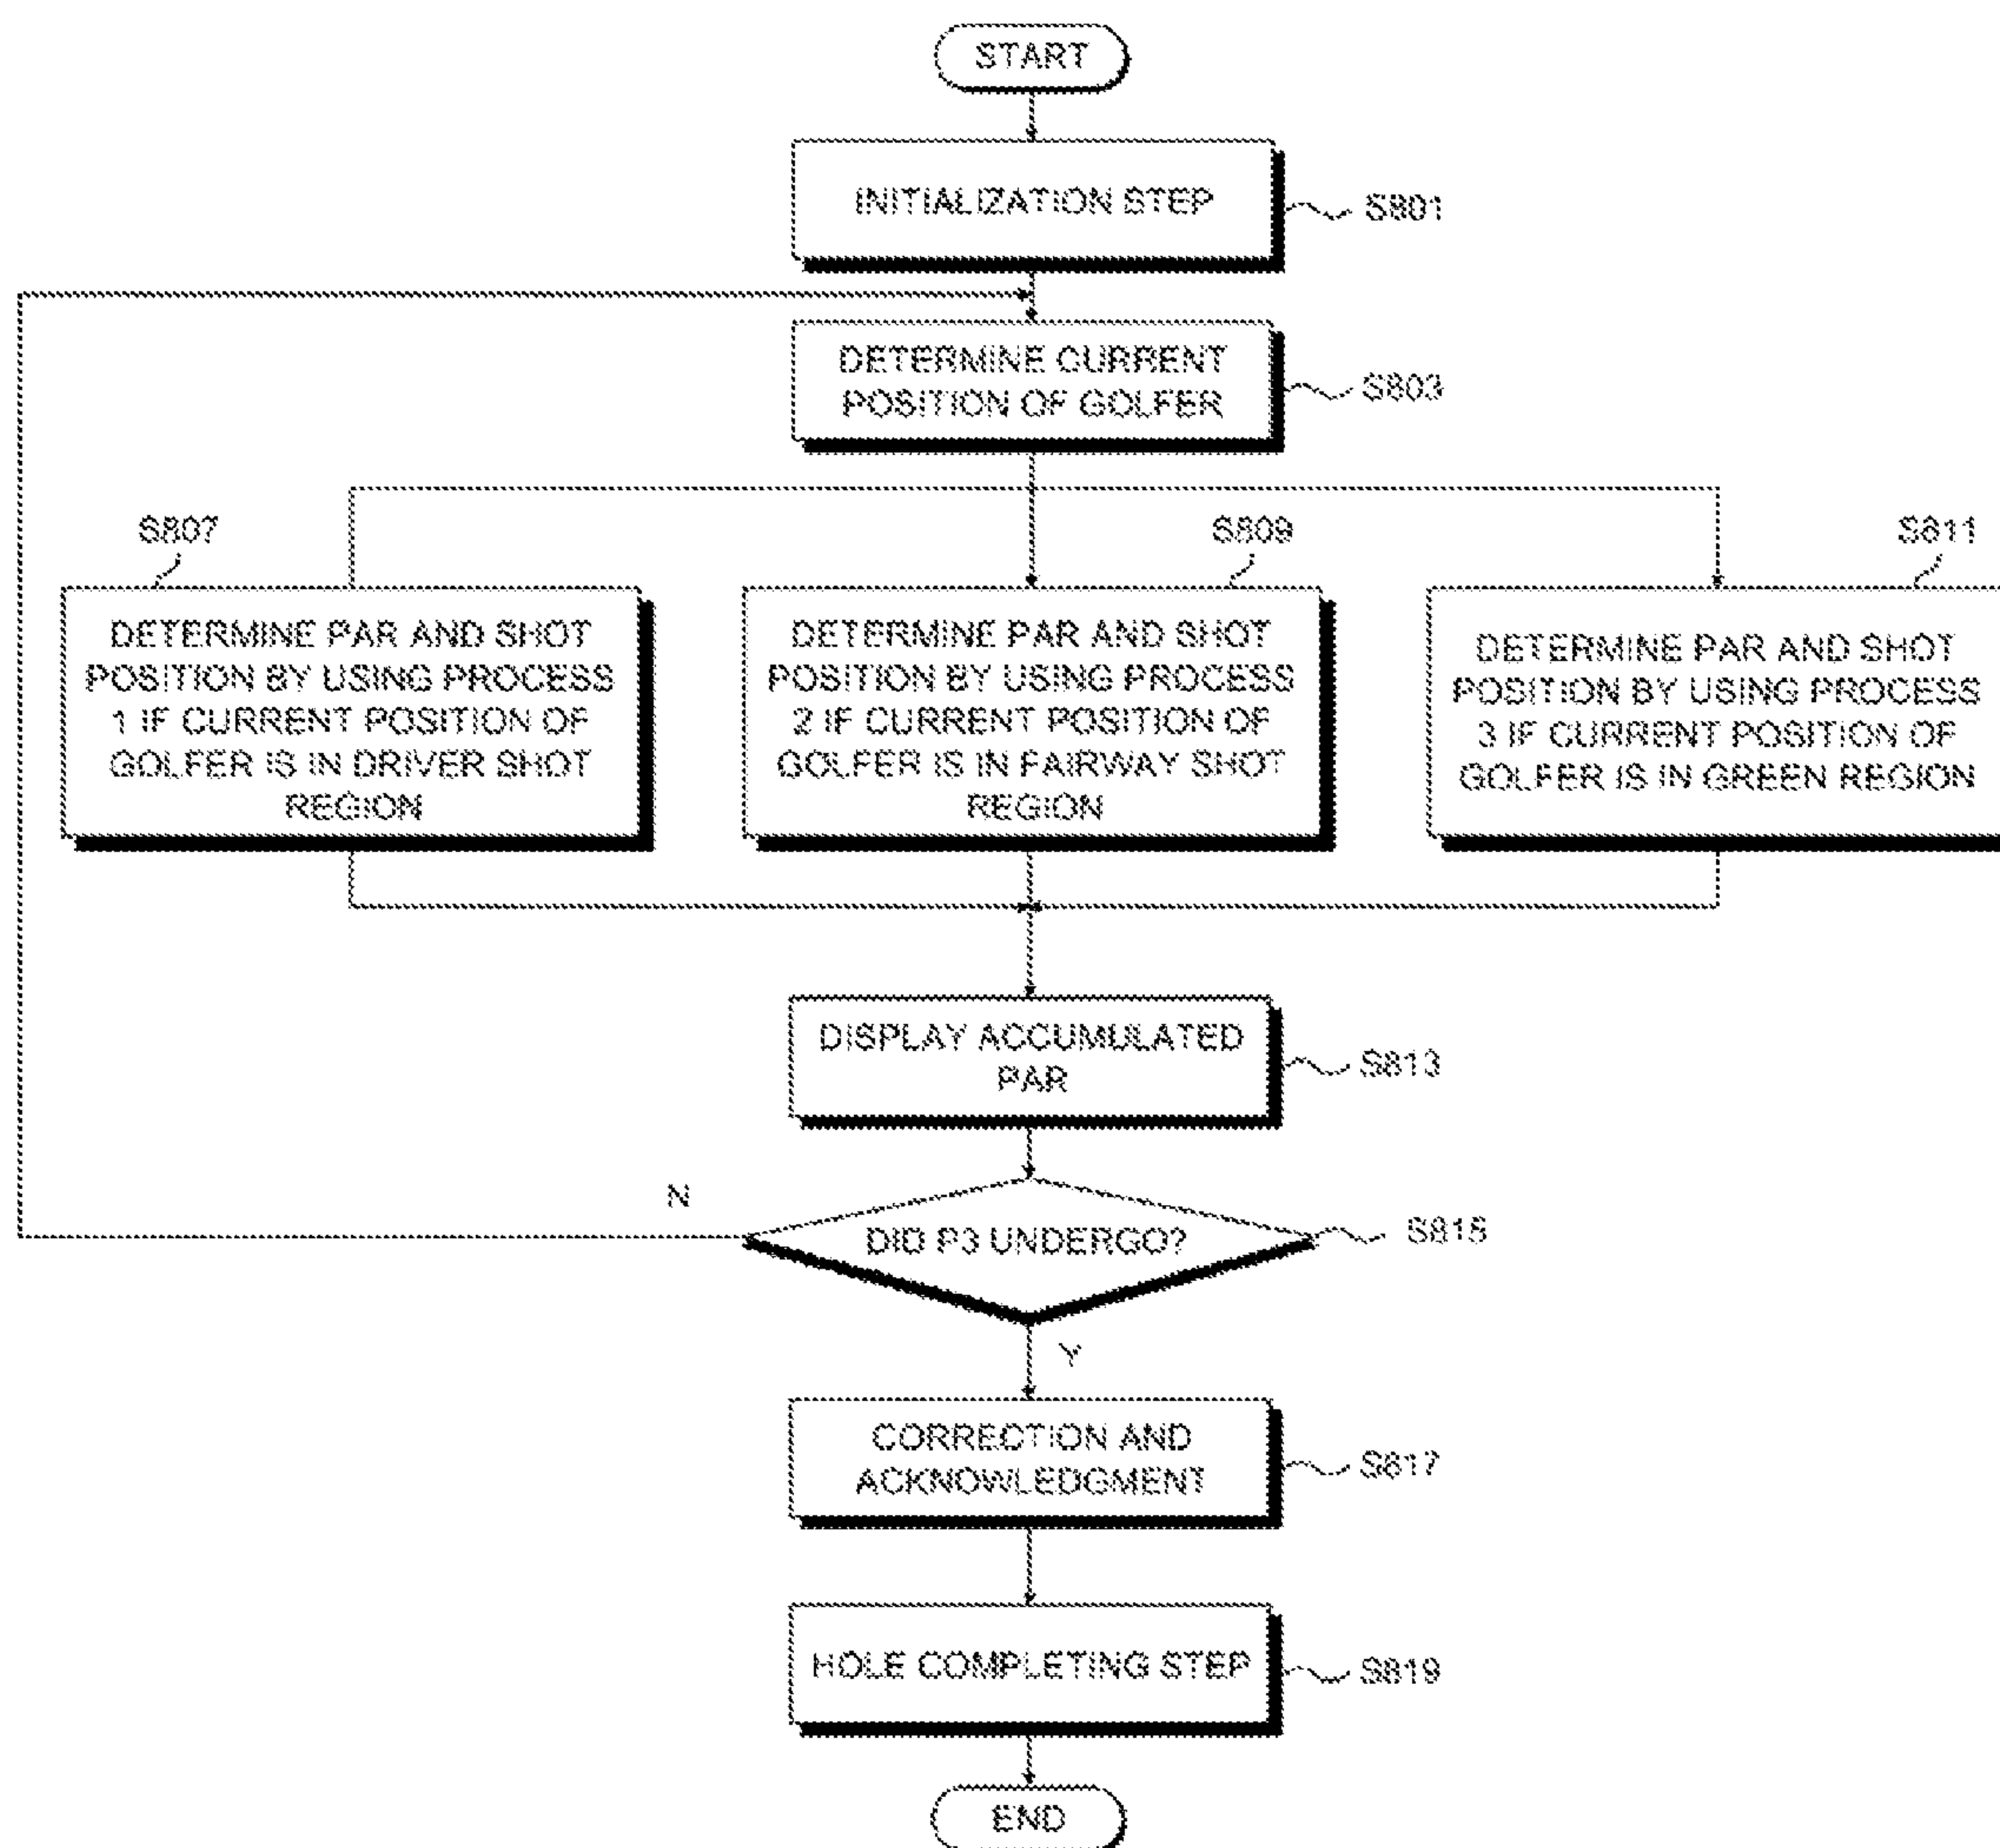 START
INITIALIZATION STEP
S801
DETERMINE CURRENT
POSITION OF GOLFER
S803
S807
S809
S811
DETERMINE PAR AND SHOT
POSITION BY USING PROCESS
1 IF CURRENT POSITION OF
GOLFER IS IN DRIVER SHOT
REGION
DETERMINE PAR AND SHOT
POSITION BY USING PROCESS
2 IF CURRENT POSITION OF
GOLFER IS IN FAIRWAY SHOT
REGION
DETERMINE PAR AND SHOT
POSITION BY USING PROCESS
3 IF CURRENT POSITION OF
GOLFER IS IN GREEN REGION
DISPLAY ACCUMULATED
PAR
S813
N
DID P3 UNDERGO?
S815
Y
CORRECTION AND
ACKNOWLEDGMENT
S817
HOLE COMPLETING STEP
S819
END